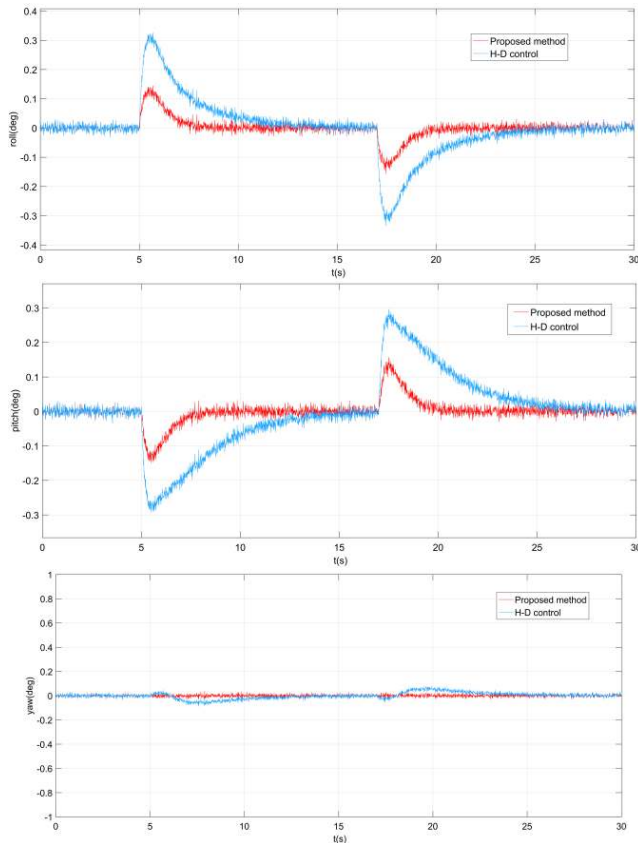 0.4
0.3
0.2
0.1
0
-0.1
-0.2
-0.3
-0.4
roll(deg)
Proposed method
H-D control
0 5 10 15 20 25 30
t(s)
0.3
0.2
0.1
0
-0.1
-0.2
-0.3
pitch(deg)
Proposed method
H-D control
0 5 10 15 20 25 30
t(s)
1
0.8
0.6
0.4
0.2
0
-0.2
-0.4
-0.6
-0.8
-1
yaw(deg)
Proposed method
H-D control
0 5 10 15 20 25 30
t(s)